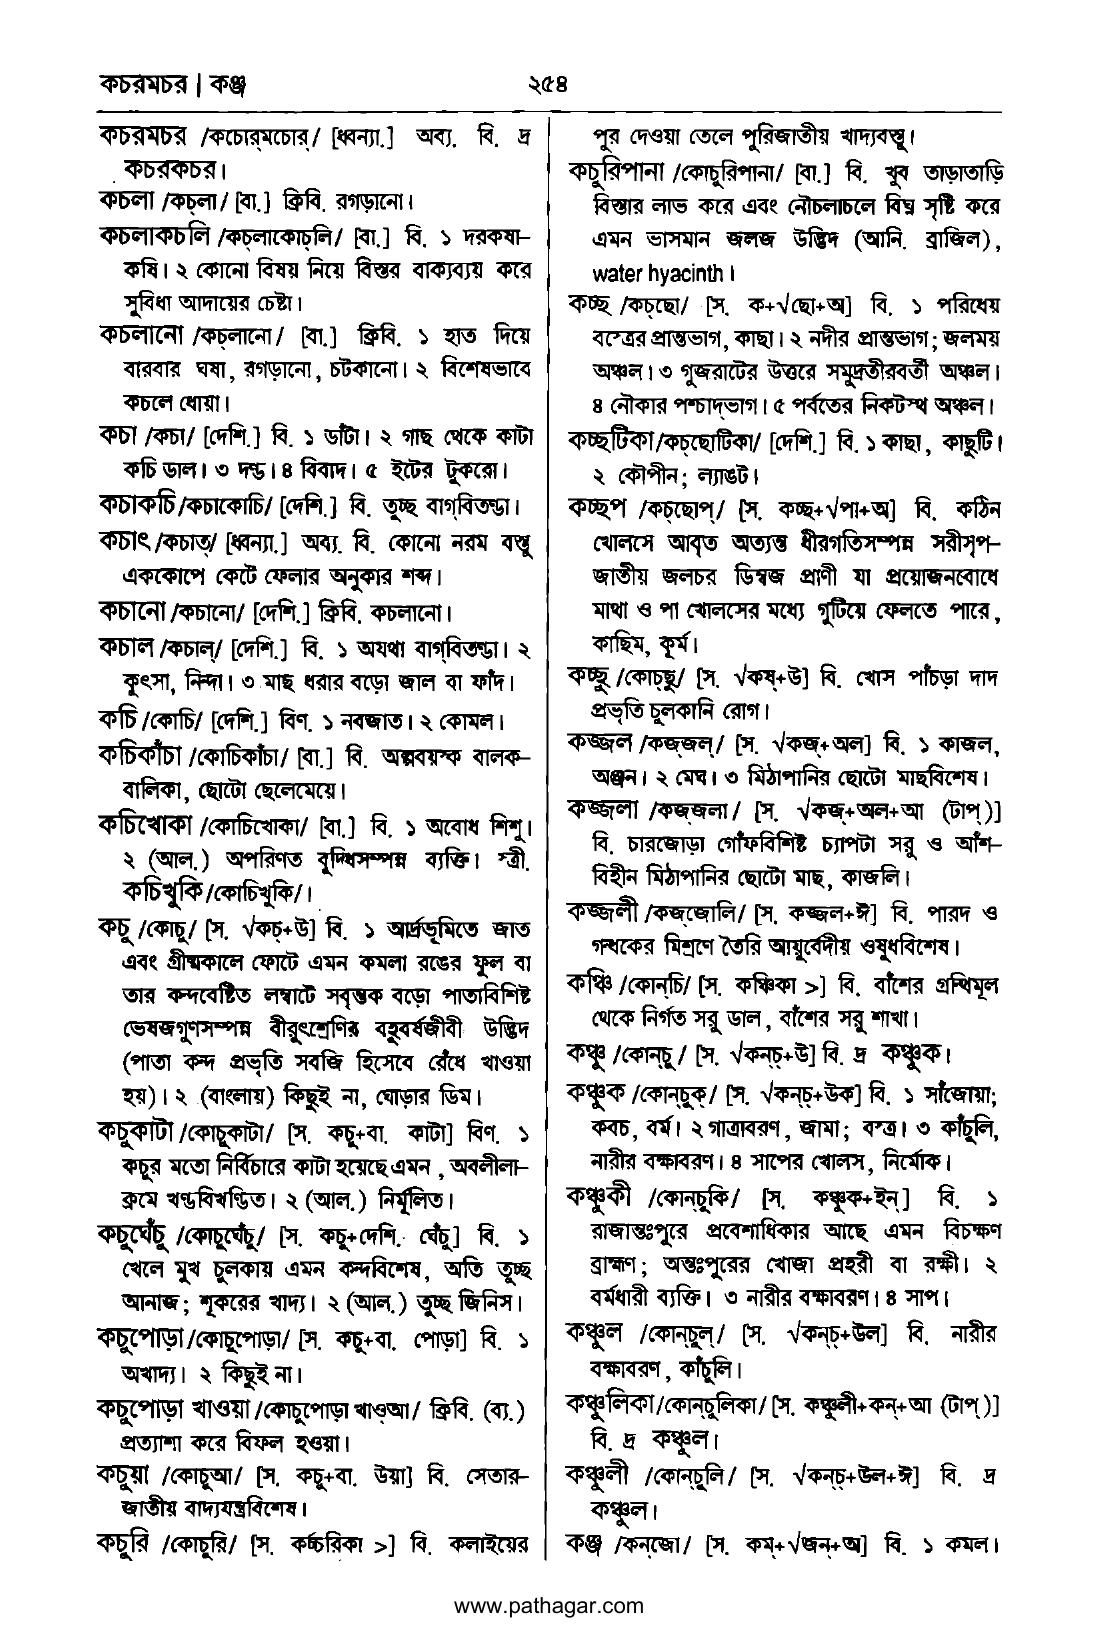 কচরমচর | কঞ্জ
২৫৪
কচরমচর /কচোর্‌মচোর্/ [ধ্বন্যা.] অব্য. বি. দ্র
কচরকচর।
কচলা /কচ্‌লা/ [বা.] ক্রিবি. রগড়ানো।
কচলাকচলি /কচ্‌লাকোচ্‌লি/ [বা.] বি. ১ দরকষা-
কষি। ২ কোনো বিষয় নিয়ে বিস্তর বাক্যব্যয় করে
সুবিধা আদায়ের চেষ্টা।
কচলানো /কচ্‌লানো/ [বা.] ক্রিবি. ১ হাত দিয়ে
বারবার ঘষা, রগড়ানো, চটকানো। ২ বিশেষভাবে
কচলে ধোয়া।
কচা /কচা/ [দেশি.] বি. ১ ডাঁটা। ২ গাছ থেকে কাটা
কচি ডাল। ৩ দণ্ড। ৪ বিবাদ। ৫ ইটের টুকরো।
কচাকচি /কচাকোচি/ [দেশি.] বি. তুচ্ছ বাগ্‌বিতণ্ডা।
কচাৎ /কচাত্/ [ধ্বন্যা.] অব্য. বি. কোনো নরম বস্তু
এককোপে কেটে ফেলার অনুকার শব্দ।
কচানো /কচানো/ [দেশি.] ক্রিবি. কচলানো।
কচাল /কচাল্/ [দেশি.] বি. ১ অযথা বাগ্‌বিতণ্ডা। ২
কুৎসা, নিন্দা। ৩ মাছ ধরার বড়ো জাল বা ফাঁদ।
কচি /কোচি/ [দেশি.] বিণ. ১ নবজাত। ২ কোমল।
কচিকাঁচা /কোচিকাঁচা/ [বা.] বি. অল্পবয়স্ক বালক-
বালিকা, ছোটো ছেলেমেয়ে।
কচিখোকা /কোচিখোকা/ [বা.] বি. ১ অবোধ শিশু।
২ (আল.) অপরিণত বুদ্ধিসম্পন্ন ব্যক্তি। স্ত্রী.
কচিখুকি /কোচিখুকি/।
কচু /কোচু/ [স. √কচ্+উ] বি. ১ আর্দ্রভূমিতে জাত
এবং গ্রীষ্মকালে ফোটে এমন কমলা রঙের ফুল বা
তার কন্দবেষ্টিত লম্বাটে সবৃন্তক বড়ো পাতাবিশিষ্ট
ভেষজগুণসম্পন্ন বীরুৎশ্রেণির বহুবর্ষজীবী উদ্ভিদ
(পাতা কন্দ প্রভৃতি সবজি হিসেবে রেঁধে খাওয়া
হয়)। ২ (বাংলায়) কিছুই না, ঘোড়ার ডিম।
কচুকাটা /কোচুকাটা/ [স. কচু+বা. কাটা] বিণ. ১
কচুর মতো নির্বিচারে কাটা হয়েছে এমন, অবলীলা-
ক্রমে খণ্ডবিখণ্ডিত। ২ (আল.) নির্মূলিত।
কচুঘেঁচু /কোচুঘেঁচু/ [স. কচু+দেশি. ঘেঁচু] বি. ১
খেলে মুখ চুলকায় এমন কন্দবিশেষ, অতি তুচ্ছ
আনাজ; শূকরের খাদ্য। ২ (আল.) তুচ্ছ জিনিস।
কচুপোড়া /কোচুপোড়া/ [স. কচু+বা. পোড়া] বি. ১
অখাদ্য। ২ কিছুই না।
কচুপোড়া খাওয়া /কোচুপোড়া খাওআ/ ক্রিবি. (ব্য.)
প্রত্যাশা করে বিফল হওয়া।
কচুয়া /কোচুআ/ [স. কচু+বা. উয়া] বি. সেতার-
জাতীয় বাদ্যযন্ত্রবিশেষ।
কচুরি /কোচুরি/ [স. কর্চ্চরিকা >] বি. কলাইয়ের
পুর দেওয়া তেলে পুরিজাতীয় খাদ্যবস্তু।
কচুরিপানা /কোচুরিপানা/ [বা.] বি. খুব তাড়াতাড়ি
বিস্তার লাভ করে এবং নৌচলাচলে বিঘ্ন সৃষ্টি করে
এমন ভাসমান জলজ উদ্ভিদ (আনি. ব্রাজিল),
water hyacinth।
কচ্ছ /কচ্‌ছো/ [স. ক+√ছো+অ] বি. ১ পরিধেয়
বস্ত্রের প্রান্তভাগ, কাছা। ২ নদীর প্রান্তভাগ; জলময়
অঞ্চল। ৩ গুজরাটের উত্তরে সমুদ্রতীরবর্তী অঞ্চল।
৪ নৌকার পশ্চাদ্‌ভাগ। ৫ পর্বতের নিকটস্থ অঞ্চল।
কচ্ছটিকা /কচ্‌ছোটিকা/ [দেশি.] বি. ১ কাছা, কাছুটি।
২ কৌপীন; ল্যাঙট।
কচ্ছপ /কচ্‌ছোপ্/ [স. কচ্ছ+√পা+অ] বি. কঠিন
খোলসে আবৃত অত্যন্ত ধীরগতিসম্পন্ন সরীসৃপ-
জাতীয় জলচর ডিম্বজ প্রাণী যা প্রয়োজনবোধে
মাথা ও পা খোলসের মধ্যে গুটিয়ে ফেলতে পারে,
কাছিম, কূর্ম।
কচ্ছু /কোচ্‌ছু/ [স. √কষ্+উ] বি. খোস পাঁচড়া দাদ
প্রভৃতি চুলকানি রোগ।
কজ্জল /কজ্‌জল্/ [স. √কজ্+অল] বি. ১ কাজল,
অঞ্জন। ২ মেঘ। ৩ মিঠাপানির ছোটো মাছবিশেষ।
কজ্জলা /কজ্‌জলা/ [স. √কজ্+অল+আ (টাপ্)]
বি. চারজোড়া গোঁফবিশিষ্ট চ্যাপটা সরু ও আঁশ-
বিহীন মিঠাপানির ছোটো মাছ, কাজলি।
কজ্জলী /কজ্‌জোলি/ [স. কজ্জল+ঈ] বি. পারদ ও
গন্ধকের মিশ্রণে তৈরি আয়ুর্বেদীয় ওষুধবিশেষ।
কঞ্চি /কোন্‌চি/ [স. কঞ্চিকা >] বি. বাঁশের গ্রন্থিমূল
থেকে নির্গত সরু ডাল, বাঁশের সরু শাখা।
কঞ্চু /কোন্‌চু/ [স. √কন্‌চ্+উ] বি. দ্র কঞ্চুক।
কঞ্চুক /কোন্‌চুক্/ [স. √কন্‌চ্+উক] বি. ১ সাঁজোয়া;
কবচ, বর্ম। ২ গাত্রাবরণ, জামা; বস্ত্র। ৩ কাঁচুলি,
নারীর বক্ষাবরণ। ৪ সাপের খোলস, নির্মোক।
কঞ্চুকী /কোন্‌চুকি/ [স. কঞ্চুক+ইন্] বি. ১
রাজান্তঃপুরে প্রবেশাধিকার আছে এমন বিচক্ষণ
ব্রাহ্মণ; অন্তঃপুরের খোজা প্রহরী বা রক্ষী। ২
বর্মধারী ব্যক্তি। ৩ নারীর বক্ষাবরণ। ৪ সাপ।
কঞ্চুল /কোন্‌চুল্/ [স. √কন্‌চ্+উল] বি. নারীর
বক্ষাবরণ, কাঁচুলি।
কঞ্চুলিকা /কোন্‌চুলিকা/ [স. কঞ্চুলী+কন্+আ (টাপ্)]
বি. দ্র কঞ্চুল।
কঞ্চুলী /কোন্‌চুলি/ [স. √কন্‌চ্+উল+ঈ] বি. দ্র
কঞ্চুল।
কঞ্জ /কন্‌জো/ [স. কম্+√জন্+অ] বি. ১ কমল।
www.pathagar.com